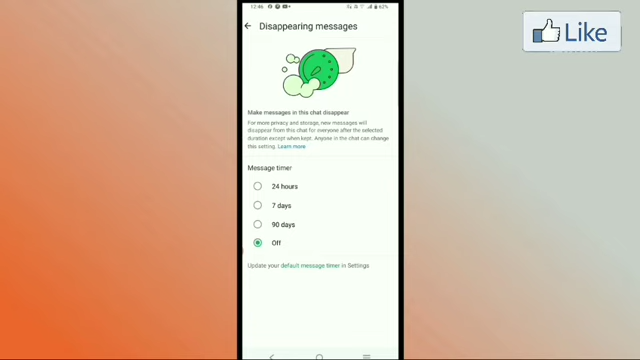 12:46
62%
Disappearing messages
Like
Make messages in this chat disappear
For more privacy and storage, new messages will
disappear from this chat for everyone after the selected
duration except when kept. Anyone in the chat can change
this setting. Learn more
Message timer
24 hours
7 days
90 days
Off
Update your default message timer in Settings